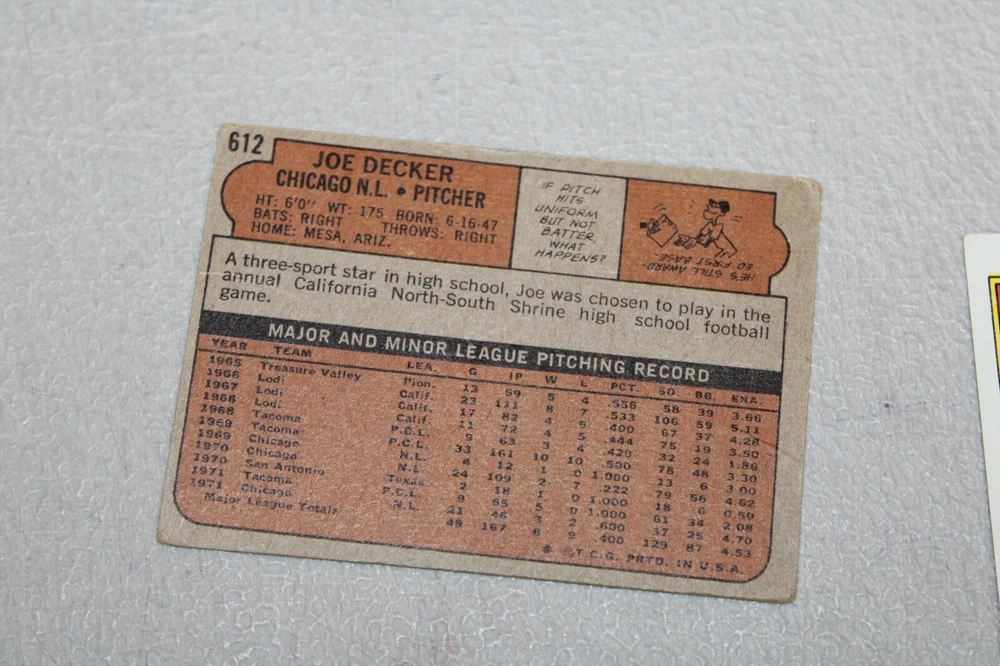 612
JOE DECKER
CHICAGO N.L. • PITCHER
HT: 6'0" WT: 175 BORN: 6-16-47
BATS: RIGHT THROWS: RIGHT
HOME: MESA, ARIZ.
IF PITCH
HITS
UNIFORM
BUT NOT
BATTER,
WHAT
HAPPENS?
HE'S STILL AWARD-
ED FIRST BASE.
A three-sport star in high school, Joe was chosen to play in the
annual California North-South Shrine high school football
game.
MAJOR AND MINOR LEAGUE PITCHING RECORD
YEAR TEAM LEA. G IP W L PCT. SO. BB. ERA.
1965 Treasure Valley Pion. 13 59 5 4 .556 58 39 3.66
1966 Lodi Calif. 23 111 8 7 .533 106 59 5.11
1967 Lodi Calif. 17 82 4 6 .400 67 37 4.28
1968 Lodi Calif. 11 72 4 5 .444 75 19 3.50
1968 Tacoma P.C.L. 9 63 3 4 .429 32 24 1.86
1969 Tacoma P.C.L. 33 161 10 10 .500 78 48 3.30
1969 Chicago N.L. 4 12 1 0 1.000 13 6 3.00
1970 Chicago N.L. 24 109 2 7 .222 79 56 4.62
1970 San Antonio Texas 2 18 1 0 1.000 18 6 0.50
1971 Tacoma P.C.L. 9 65 5 0 1.000 61 34 2.08
1971 Chicago N.L. 21 46 3 2 .600 37 25 4.70
Major League Totals 49 167 6 9 .400 129 87 4.53
* ©T.C.G. PRTD. IN U.S.A.